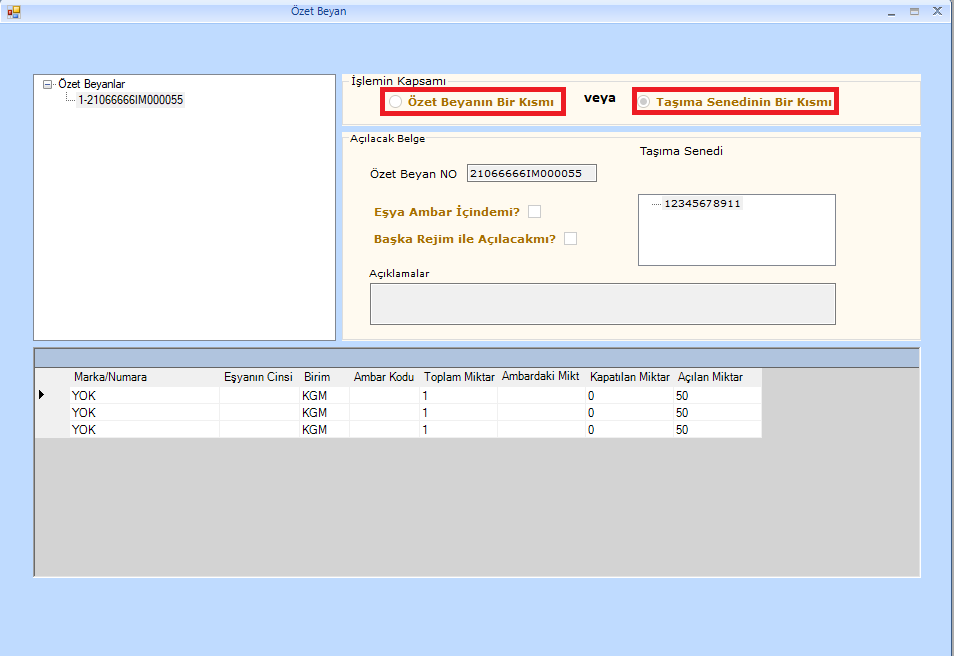 Özet Beyan
Özet Beyanlar
1-21066666IM000055
İşlemin Kapsamı
Özet Beyanın Bir Kısmı veya Taşıma Senedinin Bir Kısmı
Açılacak Belge
Taşıma Senedi
Özet Beyan NO 21066666IM000055
12345678911
Eşya Ambar İçindemi?
Başka Rejim ile Açılacakmı?
Açıklamalar
Marka/Numara Eşyanın Cinsi Birim Ambar Kodu Toplam Miktar Ambardaki Mikt Kapatılan Miktar Açılan Miktar
YOK KGM 1 0 50
YOK KGM 1 0 50
YOK KGM 1 0 50